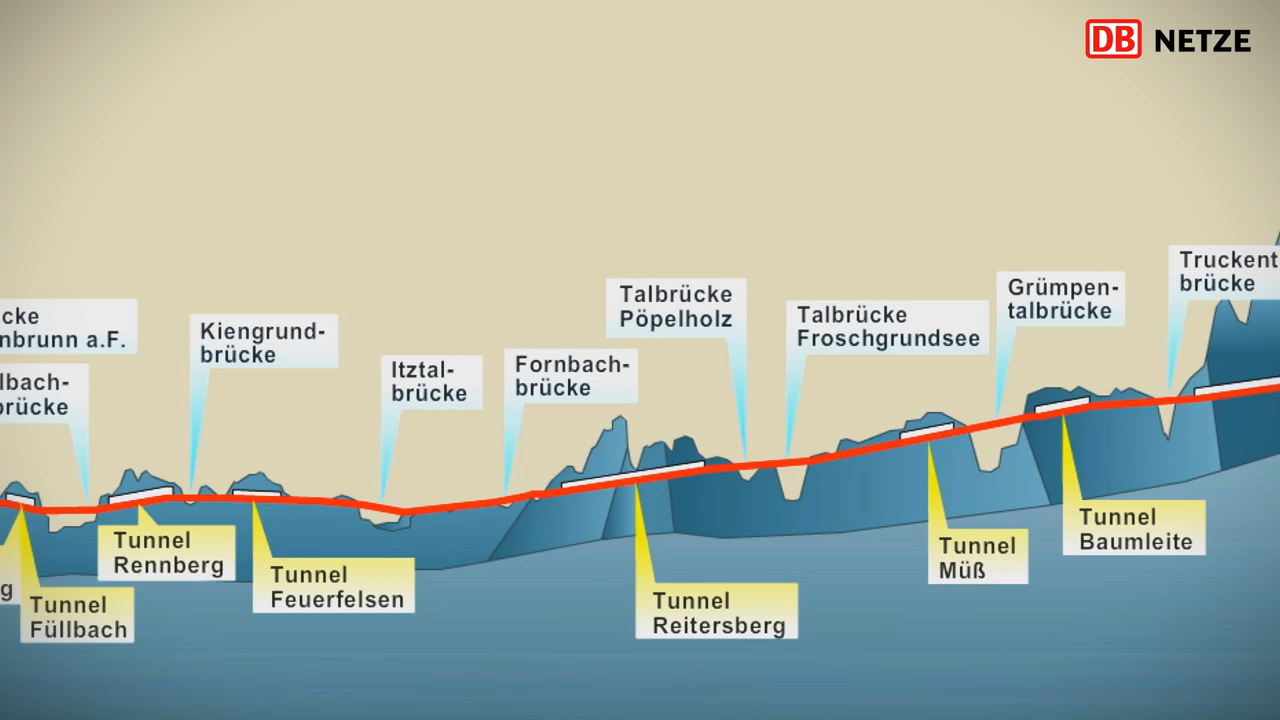 DB NETZE
Truckent
brücke
Grümpen-
talbrücke
Talbrücke
Pöpelholz
Talbrücke
Froschgrundsee
cke
nbrunn a.F.
Kiengrund-
brücke
Itztal-
brücke
Fornbach-
brücke
lbach-
brücke
Tunnel
Baumleite
Tunnel
Rennberg
Tunnel
Müß
Tunnel
Feuerfelsen
g
Tunnel
Füllbach
Tunnel
Reitersberg